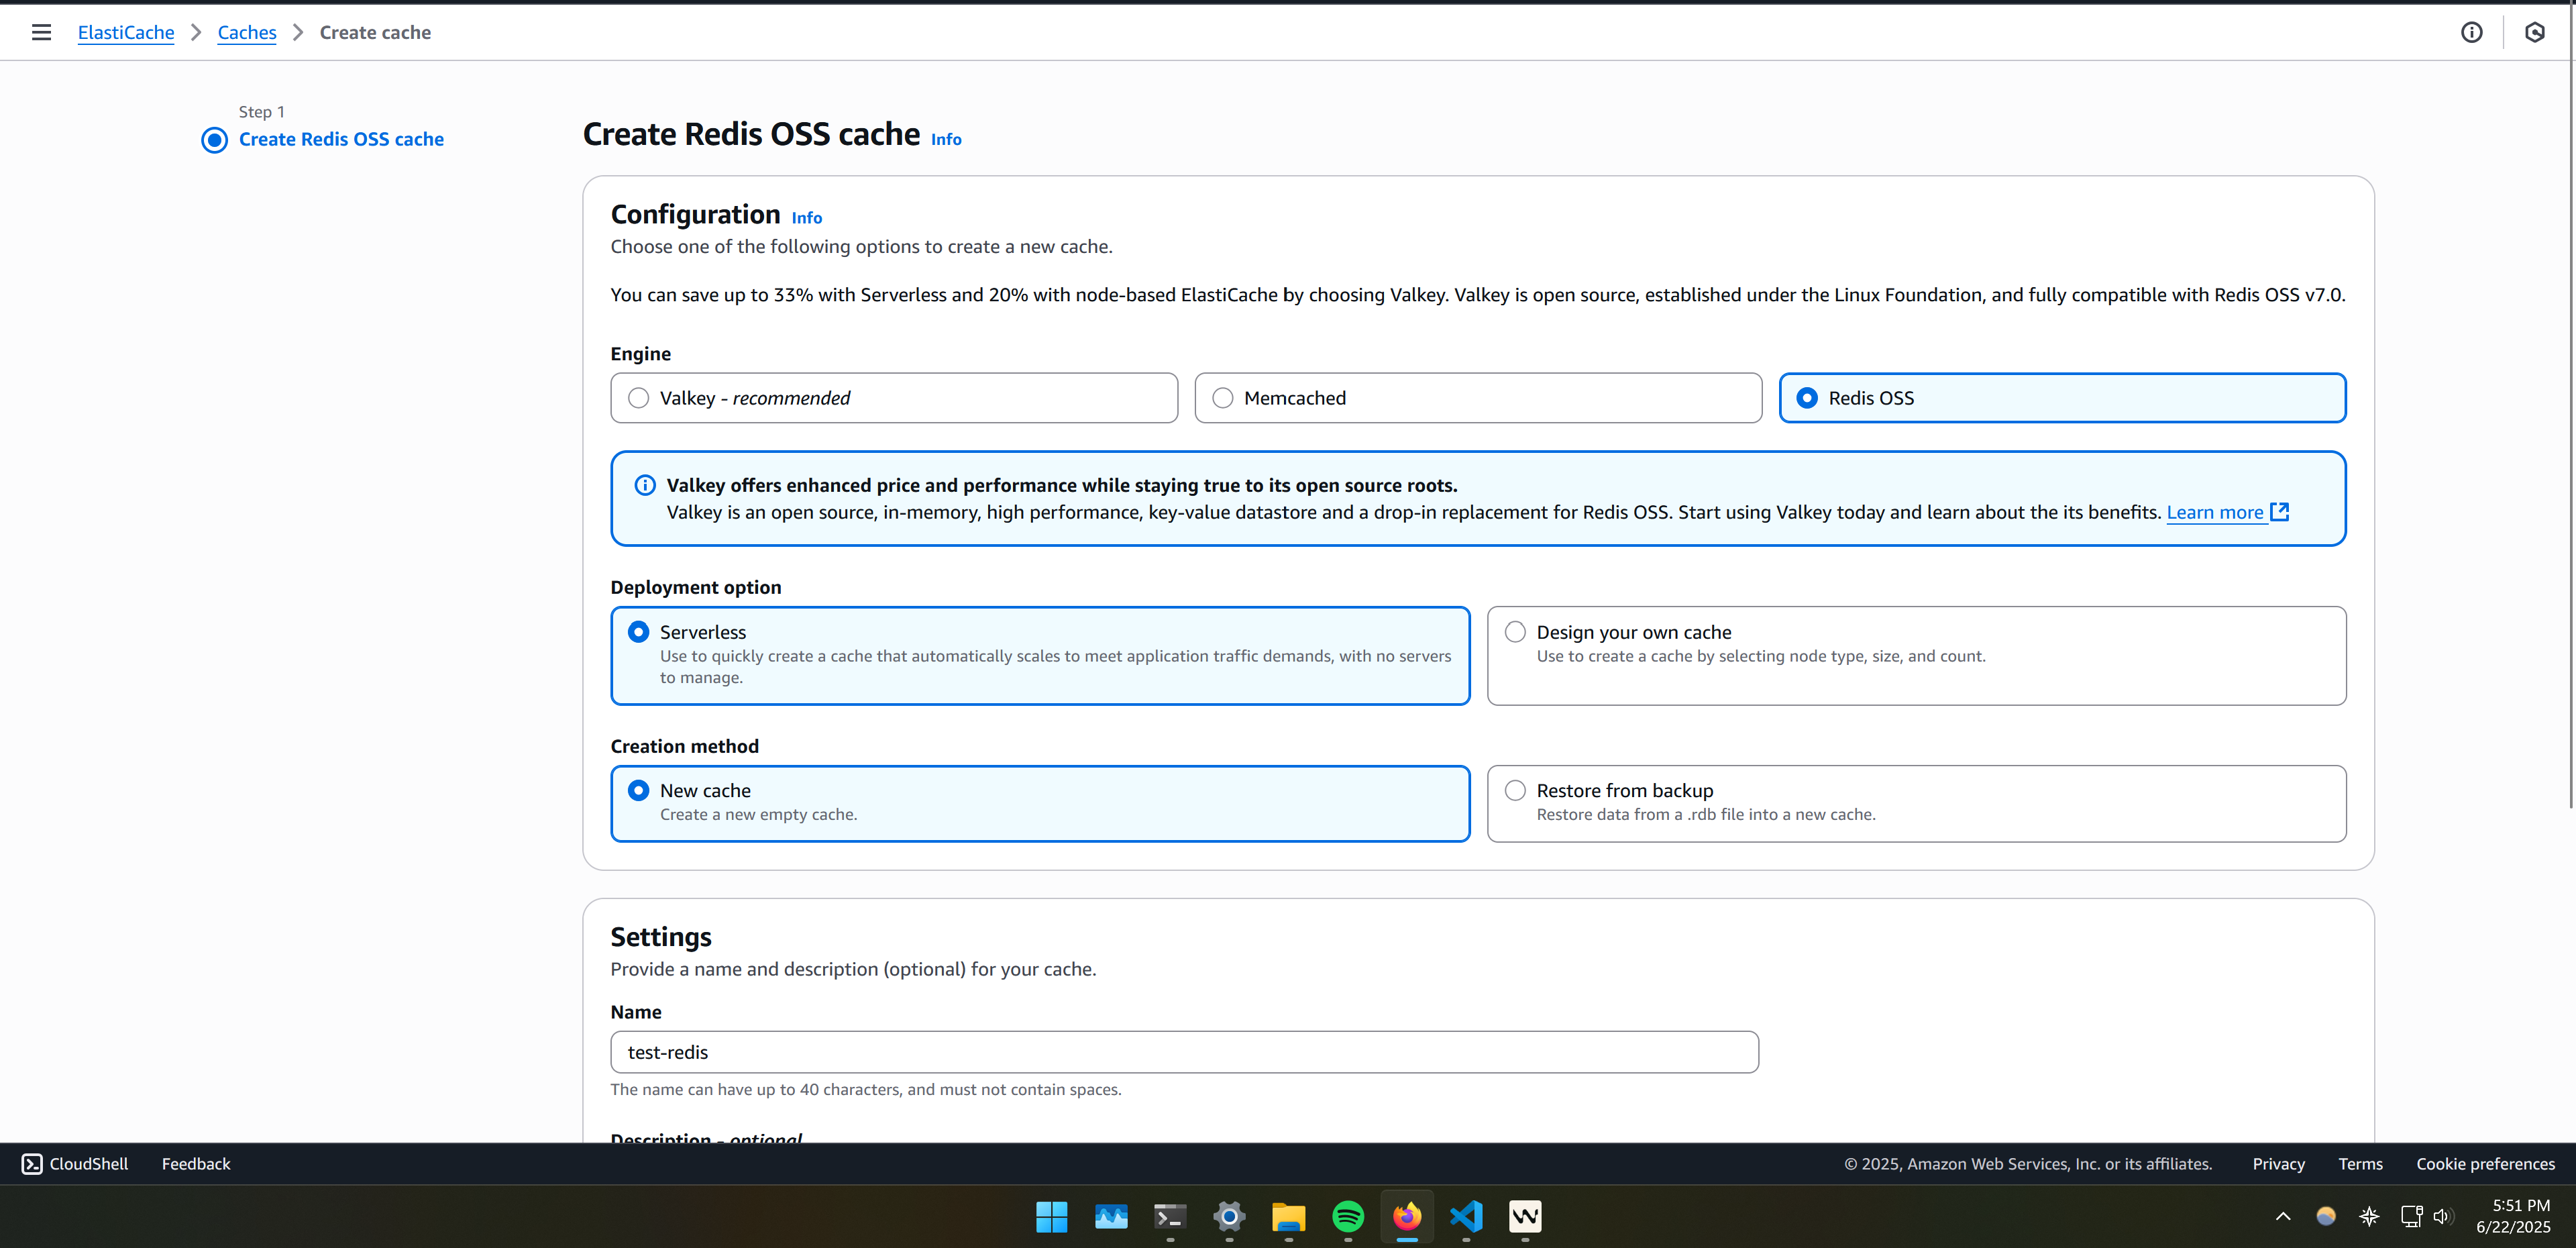 ElastiCache
Caches
Create cache
Step 1
Create Redis OSS cache
Create Redis OSS cache Info
Configuration Info
Choose one of the following options to create a new cache.
You can save up to 33% with Serverless and 20% with node-based ElastiCache by choosing Valkey. Valkey is open source, established under the Linux Foundation, and fully compatible with Redis OSS v7.0.
Engine
Valkey - recommended
Memcached
Redis OSS
Valkey offers enhanced price and performance while staying true to its open source roots.
Valkey is an open source, in-memory, high performance, key-value datastore and a drop-in replacement for Redis OSS. Start using Valkey today and learn about the its benefits. Learn more
Deployment option
Serverless
Use to quickly create a cache that automatically scales to meet application traffic demands, with no servers
to manage.
Design your own cache
Use to create a cache by selecting node type, size, and count.
Creation method
New cache
Create a new empty cache.
Restore from backup
Restore data from a .rdb file into a new cache.
Settings
Provide a name and description (optional) for your cache.
Name
test-redis
The name can have up to 40 characters, and must not contain spaces.
Description - optional
CloudShell
Feedback
© 2025, Amazon Web Services, Inc. or its affiliates.
Privacy
Terms
Cookie preferences
5:51 PM
6/22/2025